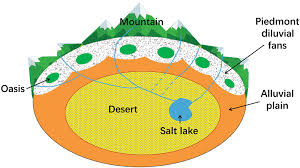 Mountain
Piedmont
diluvial
fans
Oasis
Desert
Alluvial
plain
Salt lake